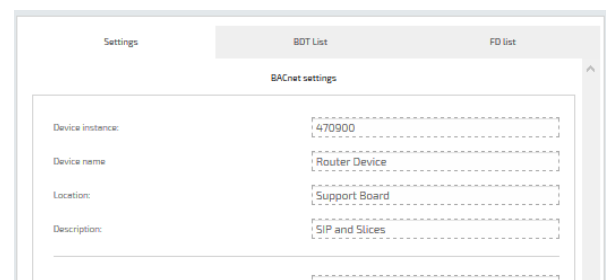 Settings BDT List FD list
BACnet settings
Device instance: 470900
Device name Router Device
Location: Support Board
Description: SIP and Slices